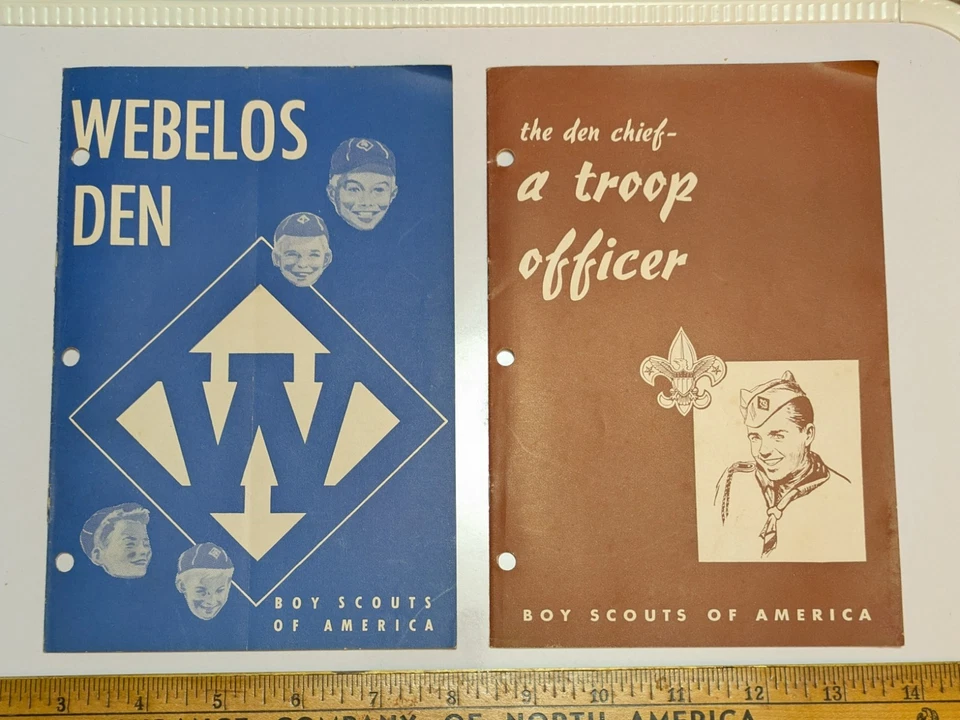 WEBELOS
DEN
BOY SCOUTS
OF AMERICA
the den chief-
a troop
officer
BOY SCOUTS OF AMERICA
3 4 5 6 7 8 9 10 11 12 13 14
COMPANY OF NORTH AMERICA